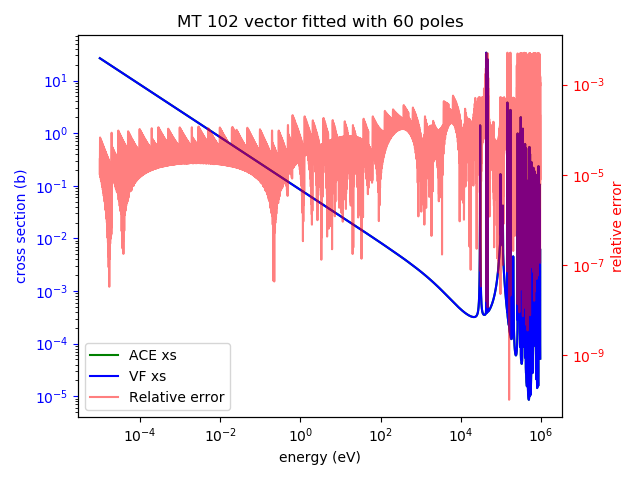 MT 102 vector fitted with 60 poles
10¹
10⁰
10⁻¹
10⁻²
10⁻³
10⁻⁴
10⁻⁵
cross section (b)
10⁻³
10⁻⁵
10⁻⁷
10⁻⁹
relative error
ACE xs
VF xs
Relative error
10⁻⁴ 10⁻² 10⁰ 10² 10⁴ 10⁶
energy (eV)